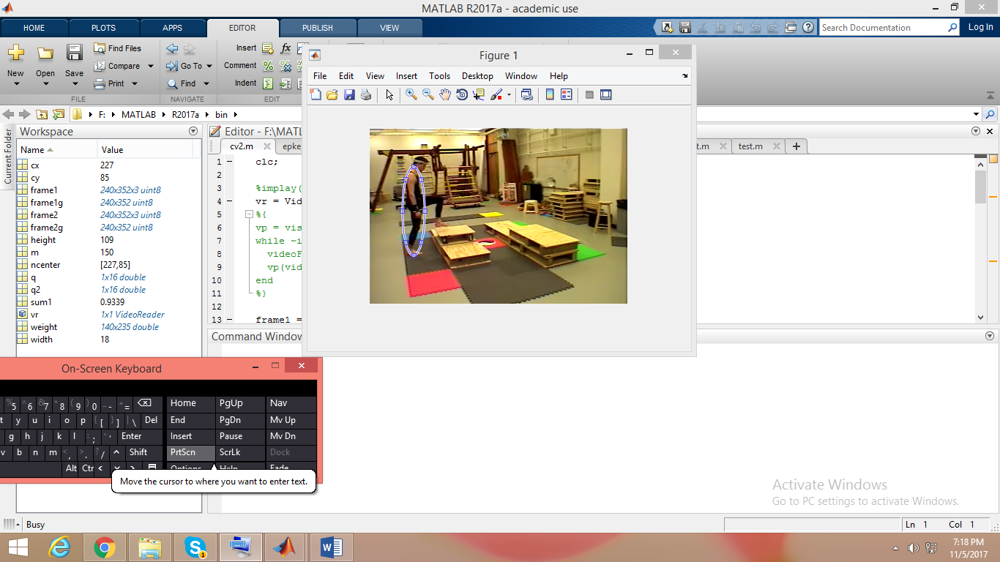 MATLAB R2017a - academic use
HOME PLOTS APPS EDITOR PUBLISH VIEW
Search Documentation
Log In
New Open Save
Find Files
Compare
Print
FILE
Go To
Find
NAVIGATE
Insert fx
Comment
Indent
EDIT
F: MATLAB R2017a bin
Current Folder
Workspace
Name Value
cx 227
cy 85
frame1 240x352x3 uint8
frame1g 240x352 uint8
frame2 240x352x3 uint8
frame2g 240x352 uint8
height 109
m 150
ncenter [227,85]
q 1x16 double
q2 1x16 double
sum1 0.9339
vr 1x1 VideoReader
weight 140x235 double
width 18
Editor - F:\MATL
cv2.m epke
t.m test.m
1 clc;
2
3 %implay(
4 vr = Vid
5 %{
6 vp = vis
7 while ~i
8 videoF
9 vp(vid
10 end
11 %}
12
13 frame1 =
Command Window
Figure 1
File Edit View Insert Tools Desktop Window Help
On-Screen Keyboard
% 5 ^ 6 & 7 * 8 ( 9 ) 0 _ - + = Home PgUp Nav
t y u i o p { [ } ] | \ Del End PgDn Mv Up
g h j k l : ; " ' Enter Insert Pause Mv Dn
v b n m < , > . ? / ^ Shift PrtScn ScrLk Dock
Alt Ctr < > Options Help Fade
Move the cursor to where you want to enter text.
Activate Windows
Go to PC settings to activate Windows.
Busy
Ln 1 Col 1
1
7:18 PM
11/5/2017